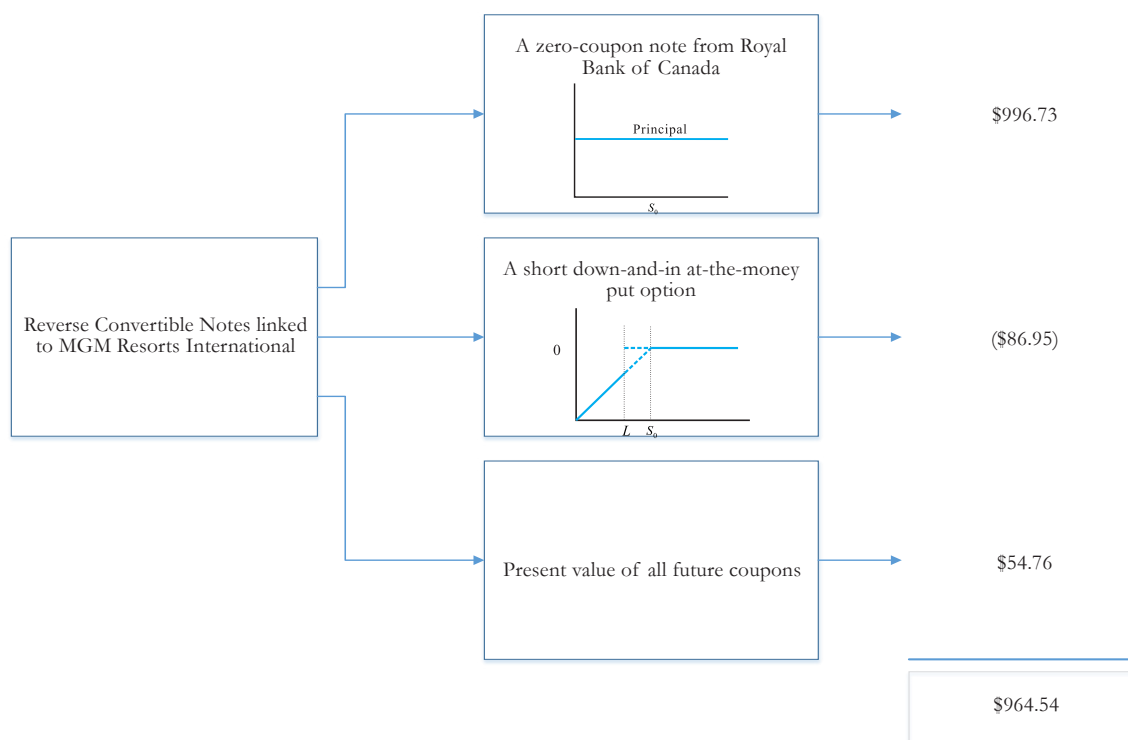 A zero-coupon note from Royal
Bank of Canada
Principal
S₀
$996.73
Reverse Convertible Notes linked
to MGM Resorts International
A short down-and-in at-the-money
put option
0
L S₀
($86.95)
Present value of all future coupons
$54.76
$964.54